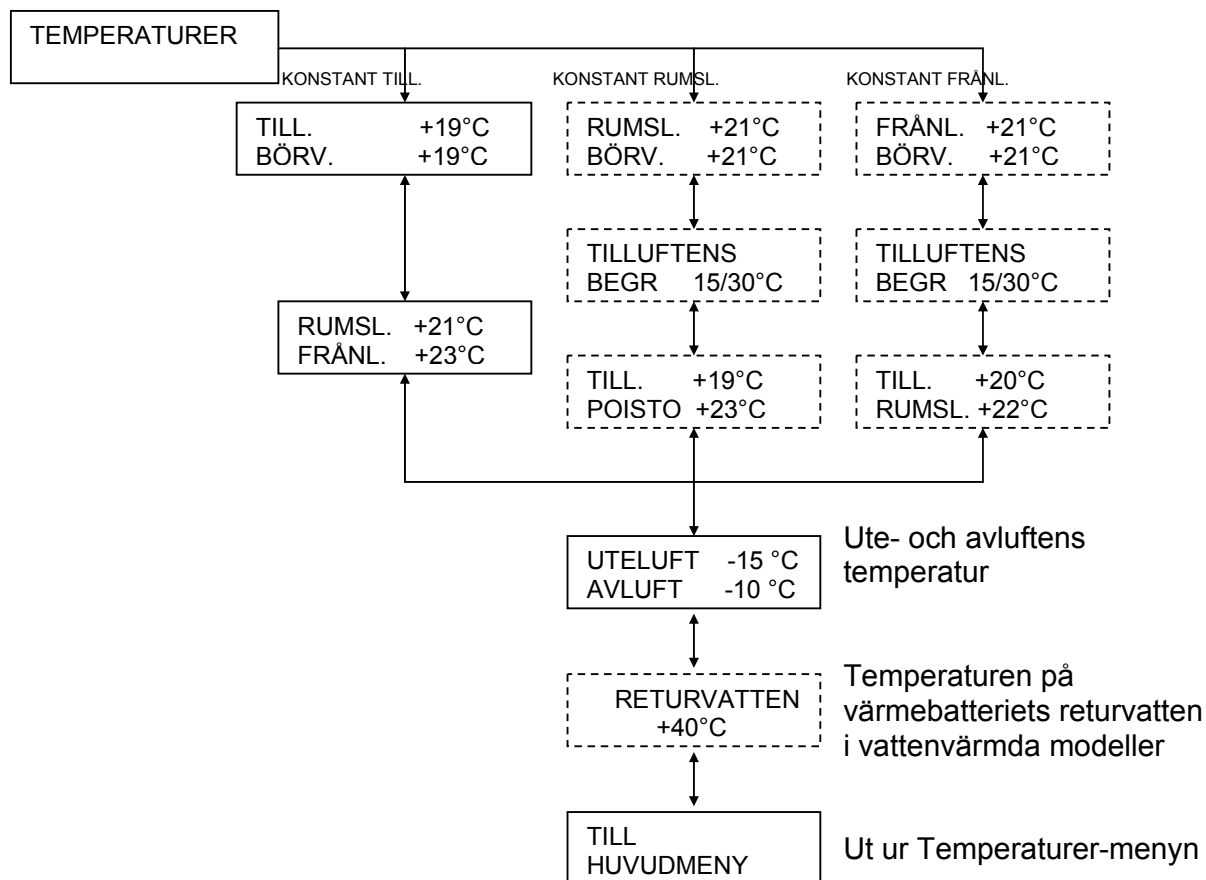 TEMPERATURER
KONSTANT TILL.
KONSTANT RUMSL.
KONSTANT FRÅNL.
TILL. +19°C
BÖRV. +19°C
RUMSL. +21°C
BÖRV. +21°C
FRÅNL. +21°C
BÖRV. +21°C
TILLUFTENS
BEGR 15/30°C
TILLUFTENS
BEGR 15/30°C
RUMSL. +21°C
FRÅNL. +23°C
TILL. +19°C
POISTO +23°C
TILL. +20°C
RUMSL. +22°C
UTELUFT -15 °C
AVLUFT -10 °C
Ute- och avluftens
temperatur
RETURVATTEN
+40°C
Temperaturen på
värmebatteriets returvatten
i vattenvärmda modeller
TILL
HUVUDMENY
Ut ur Temperaturer-menyn